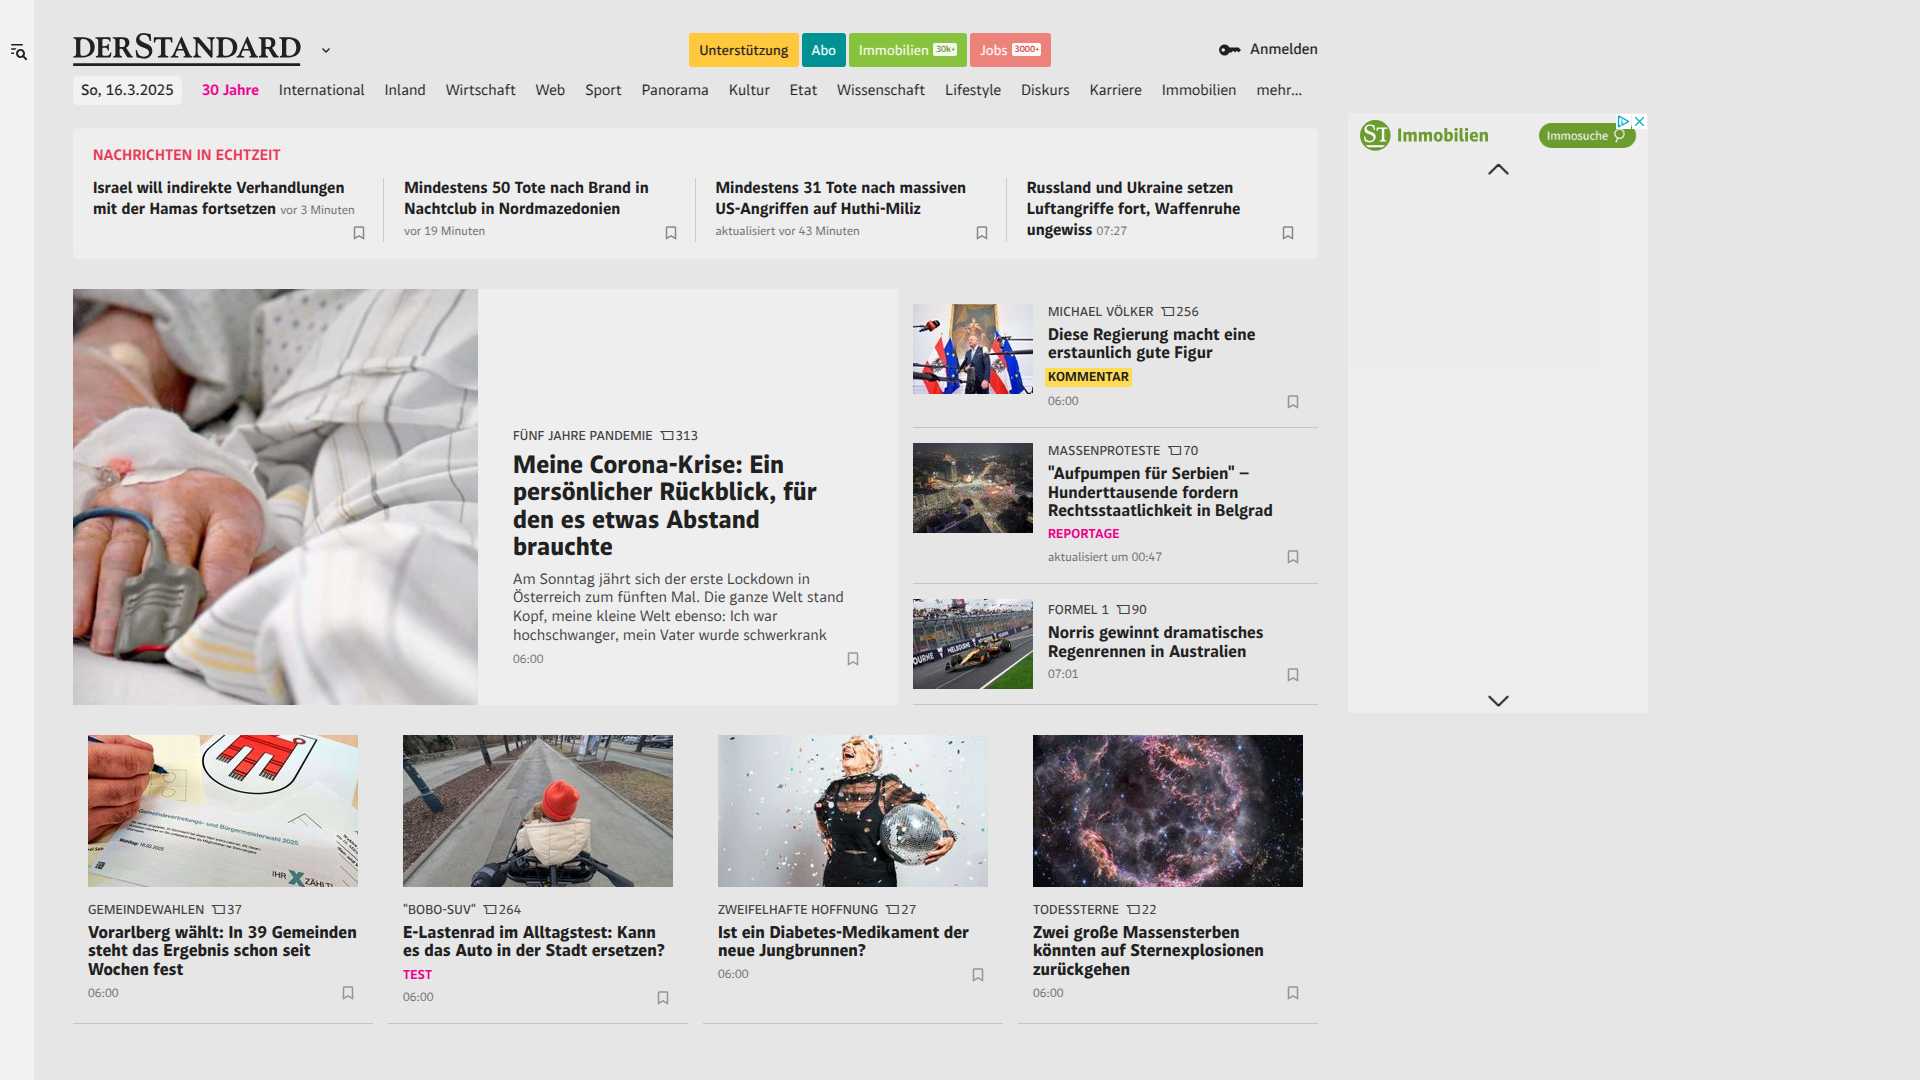 DERSTANDARD
Unterstützung
Abo
Immobilien 30k+
Jobs 3000+
Anmelden
So, 16.3.2025
30 Jahre
International
Inland
Wirtschaft
Web
Sport
Panorama
Kultur
Etat
Wissenschaft
Lifestyle
Diskurs
Karriere
Immobilien
mehr...
NACHRICHTEN IN ECHTZEIT
Israel will indirekte Verhandlungen
mit der Hamas fortsetzen vor 3 Minuten
Mindestens 50 Tote nach Brand in
Nachtclub in Nordmazedonien
vor 19 Minuten
Mindestens 31 Tote nach massiven
US-Angriffen auf Huthi-Miliz
aktualisiert vor 43 Minuten
Russland und Ukraine setzen
Luftangriffe fort, Waffenruhe
ungewiss 07:27
ST Immobilien
Immosuche
FÜNF JAHRE PANDEMIE 313
Meine Corona-Krise: Ein
persönlicher Rückblick, für
den es etwas Abstand
brauchte
Am Sonntag jährt sich der erste Lockdown in
Österreich zum fünften Mal. Die ganze Welt stand
Kopf, meine kleine Welt ebenso: Ich war
hochschwanger, mein Vater wurde schwerkrank
06:00
MICHAEL VÖLKER 256
Diese Regierung macht eine
erstaunlich gute Figur
KOMMENTAR
06:00
MASSENPROTESTE 70
"Aufpumpen für Serbien" –
Hunderttausende fordern
Rechtsstaatlichkeit in Belgrad
REPORTAGE
aktualisiert um 00:47
FORMEL 1 90
Norris gewinnt dramatisches
Regenrennen in Australien
07:01
Gemeindevertretungs- und Bürgermeisterwahl 2025
IHR X ZÄHLT!
GEMEINDEWAHLEN 37
Vorarlberg wählt: In 39 Gemeinden
steht das Ergebnis schon seit
Wochen fest
06:00
"BOBO-SUV" 264
E-Lastenrad im Alltagstest: Kann
es das Auto in der Stadt ersetzen?
TEST
06:00
ZWEIFELHAFTE HOFFNUNG 27
Ist ein Diabetes-Medikament der
neue Jungbrunnen?
06:00
TODESSTERNE 22
Zwei große Massensterben
könnten auf Sternexplosionen
zurückgehen
06:00